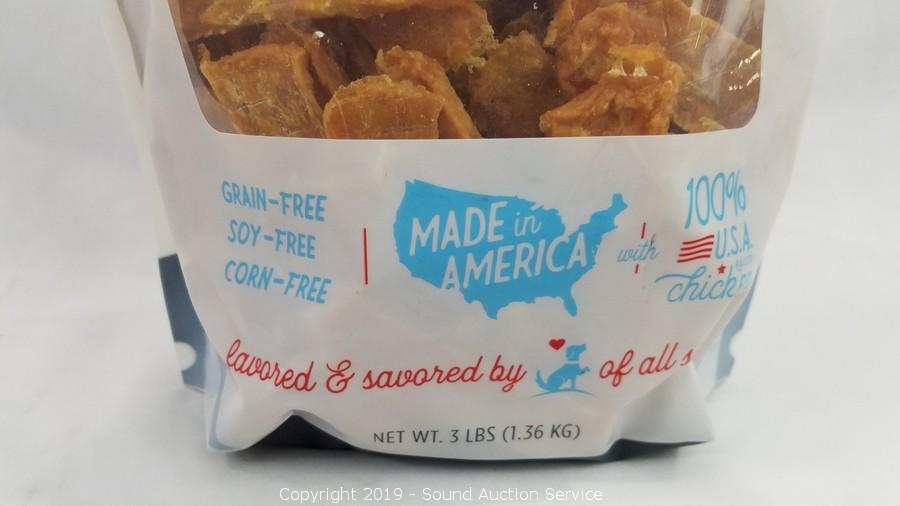 GRAIN-FREE
SOY-FREE
CORN-FREE
MADE in
AMERICA
with
100%
U.S.A.
chicken
lavored & savored by of all s
NET WT. 3 LBS (1.36 KG)
Copyright 2019 - Sound Auction Service